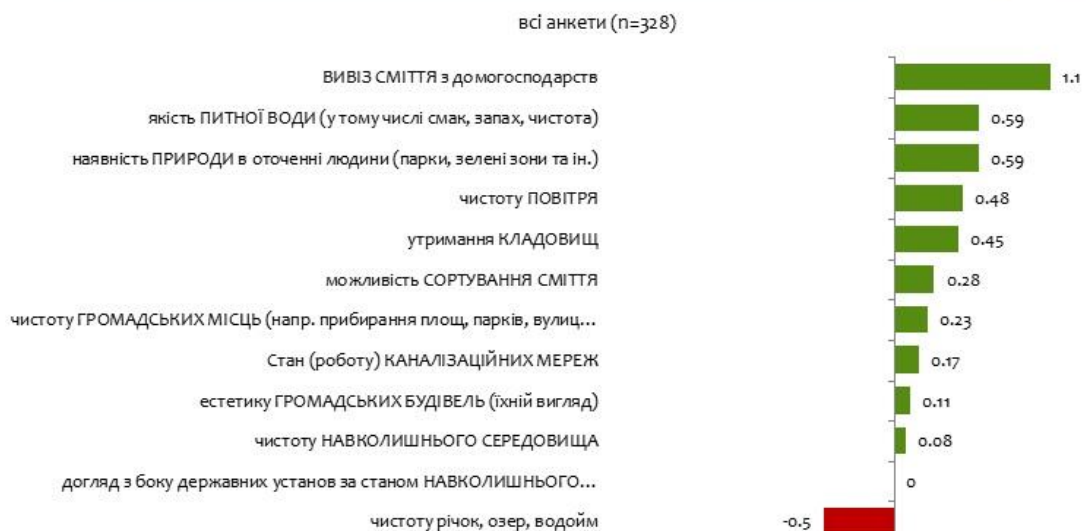 всі анкети (n=328)
ВИВІЗ СМІТТЯ з домогосподарств 1.1
якість ПИТНОЇ ВОДИ (у тому числі смак, запах, чистота) 0.59
наявність ПРИРОДИ в оточенні людини (парки, зелені зони та ін.) 0.59
чистоту ПОВІТРЯ 0.48
утримання КЛАДОВИЩ 0.45
можливість СОРТУВАННЯ СМІТТЯ 0.28
чистоту ГРОМАДСЬКИХ МІСЦЬ (напр. прибирання площ, парків, вулиц... 0.23
Стан (роботу) КАНАЛІЗАЦІЙНИХ МЕРЕЖ 0.17
естетику ГРОМАДСЬКИХ БУДІВЕЛЬ (їхній вигляд) 0.11
чистоту НАВКОЛИШНЬОГО СЕРЕДОВИЩА 0.08
догляд з боку державних установ за станом НАВКОЛИШНЬОГО... 0
чистоту річок, озер, водойм -0.5